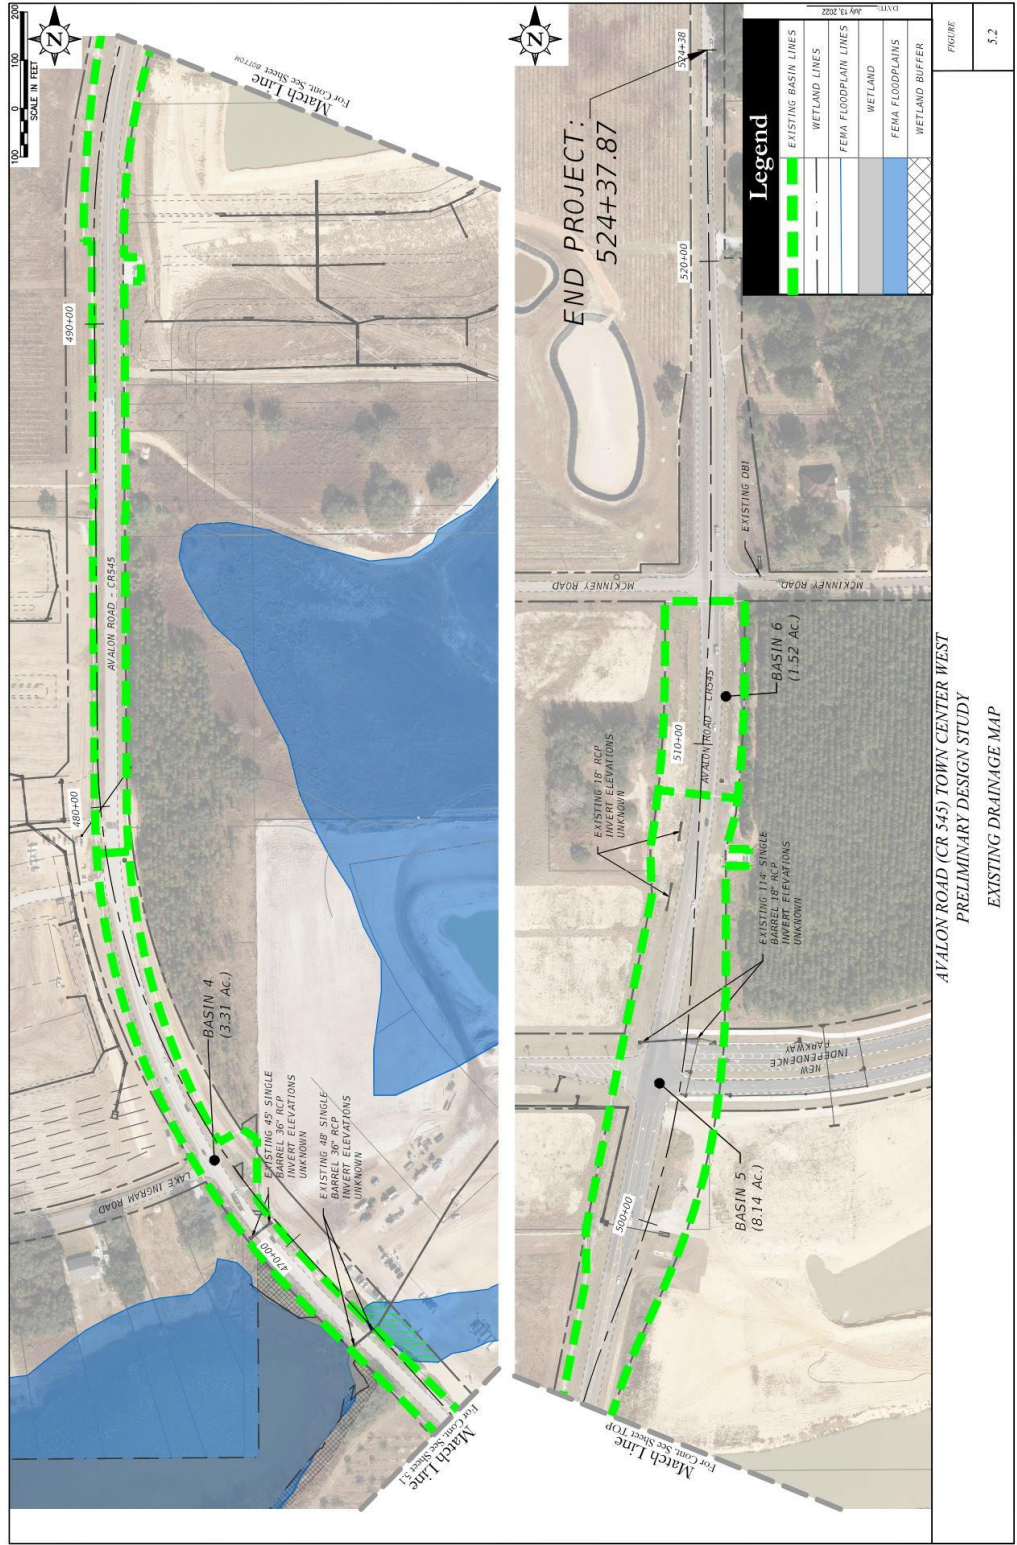 200
100
0
100
SCALE IN FEET
N
Match Line
For Cont. See Sheet BOTTOM
490+00
AVALON ROAD - CR545
480+00
BASIN 4
(3.31 Ac.)
LAKE INGRAM ROAD
EXISTING 45' SINGLE
BARREL 36" RCP
INVERT ELEVATIONS
UNKNOWN
EXISTING 48' SINGLE
BARREL 36" RCP
INVERT ELEVATIONS
UNKNOWN
470+00
Match Line
For Cont. See Sheet 5.1
N
524+38
END PROJECT:
524+37.87
520+00
EXISTING DBI
MCKINNEY ROAD
MCKINNEY ROAD
BASIN 6
(1.52 Ac.)
510+00
AVALON ROAD - CR545
EXISTING 18" RCP
INVERT ELEVATIONS
UNKNOWN
EXISTING 114' SINGLE
BARREL 18" RCP
INVERT ELEVATIONS
UNKNOWN
NEW
INDEPENDENCE
PARKWAY
BASIN 5
(8.14 Ac.)
500+00
Match Line
For Cont. See Sheet TOP
Legend
EXISTING BASIN LINES
WETLAND LINES
FEMA FLOODPLAIN LINES
WETLAND
FEMA FLOODPLAINS
WETLAND BUFFER
DATE: July 13, 2022
AVALON ROAD (CR 545) TOWN CENTER WEST
PRELIMINARY DESIGN STUDY
EXISTING DRAINAGE MAP
FIGURE
5.2